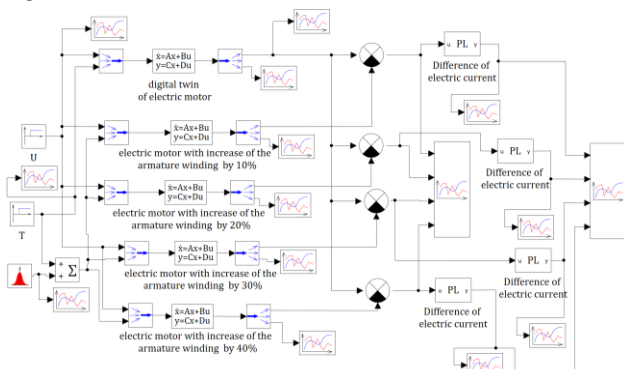 u PL y
ẋ=Ax+Bu
y=Cx+Du
Difference of
electric current
digital twin
of electric motor
ẋ=Ax+Bu
y=Cx+Du
U
electric motor with increase of the
armature winding by 10%
u PL y
Difference of
electric current
ẋ=Ax+Bu
y=Cx+Du
T
electric motor with increase of the
armature winding by 20%
ẋ=Ax+Bu
y=Cx+Du
+
+
Σ
u PL y
electric motor with increase of the
armature winding by 30%
Difference of
electric current
u PL y
ẋ=Ax+Bu
y=Cx+Du
Difference of
electric current
electric motor with increase of the
armature winding by 40%